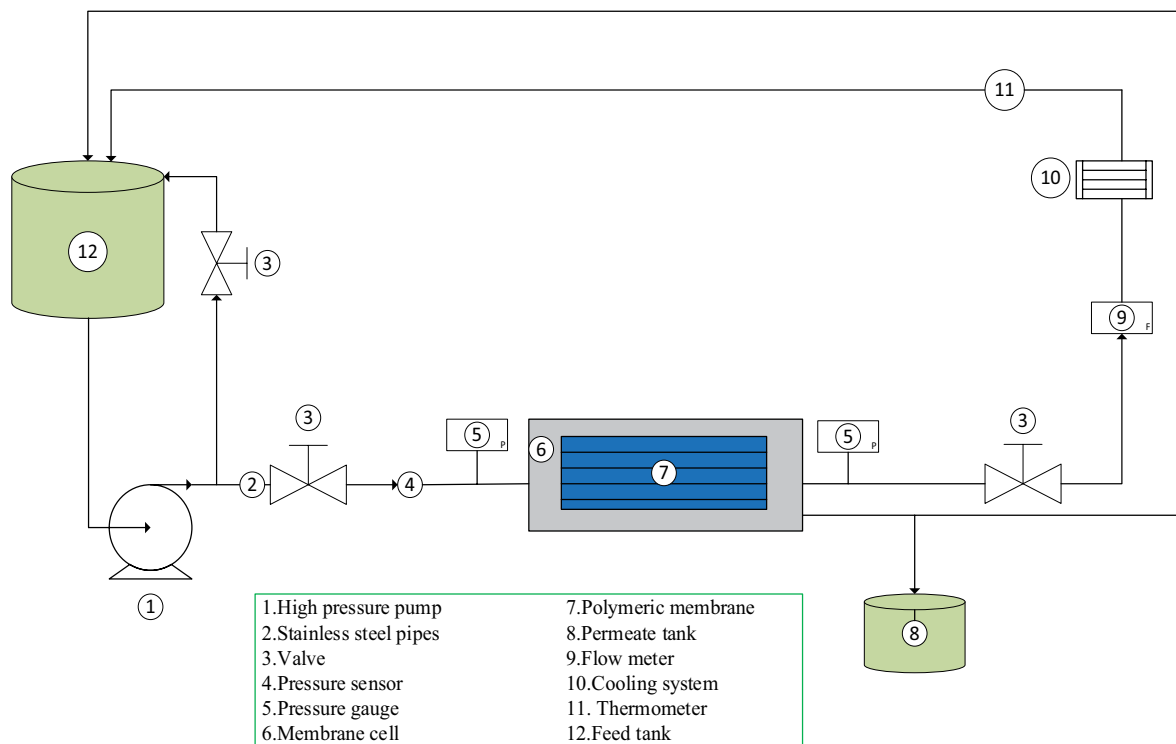 11
10
12
3
9
F
3
5
P
5
P
3
6
7
2
4
1
8
1.High pressure pump
2.Stainless steel pipes
3.Valve
4.Pressure sensor
5.Pressure gauge
6.Membrane cell
7.Polymeric membrane
8.Permeate tank
9.Flow meter
10.Cooling system
11. Thermometer
12.Feed tank